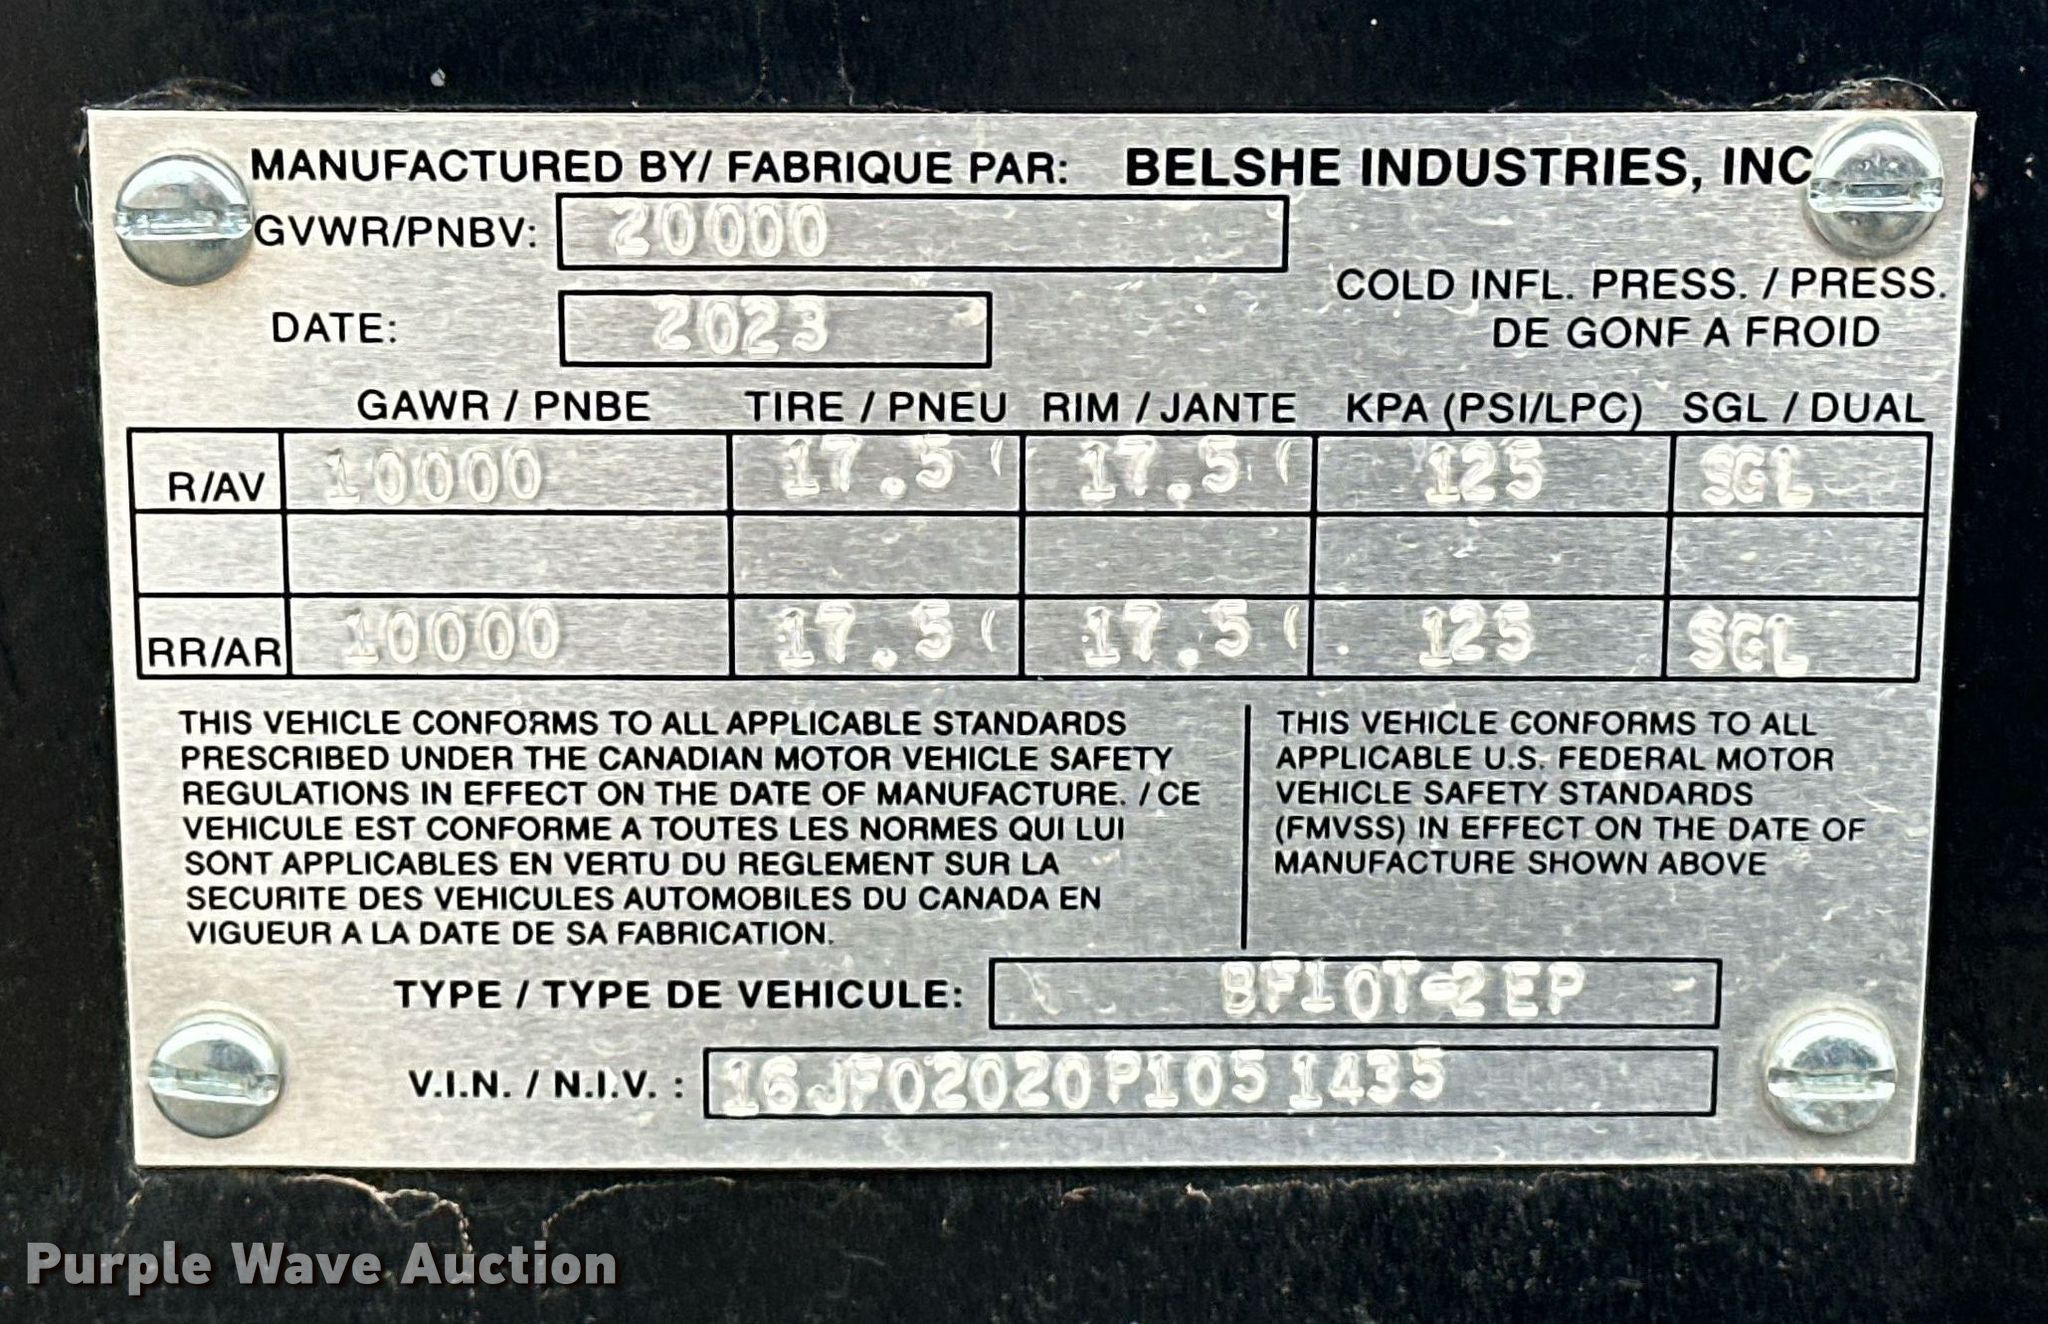 MANUFACTURED BY/ FABRIQUE PAR: BELSHE INDUSTRIES, INC
GVWR/PNBV: 20000
COLD INFL. PRESS. / PRESS.
DE GONF A FROID
DATE: 2023
GAWR / PNBE TIRE / PNEU RIM / JANTE KPA (PSI/LPC) SGL / DUAL
R/AV 10000 17.5( 17.5( 125 SGL
RR/AR 10000 17.5( 17.5( 125 SGL
THIS VEHICLE CONFORMS TO ALL APPLICABLE STANDARDS
PRESCRIBED UNDER THE CANADIAN MOTOR VEHICLE SAFETY
REGULATIONS IN EFFECT ON THE DATE OF MANUFACTURE. / CE
VEHICULE EST CONFORME A TOUTES LES NORMES QUI LUI
SONT APPLICABLES EN VERTU DU REGLEMENT SUR LA
SECURITE DES VEHICULES AUTOMOBILES DU CANADA EN
VIGUEUR A LA DATE DE SA FABRICATION.
THIS VEHICLE CONFORMS TO ALL
APPLICABLE U.S. FEDERAL MOTOR
VEHICLE SAFETY STANDARDS
(FMVSS) IN EFFECT ON THE DATE OF
MANUFACTURE SHOWN ABOVE
TYPE / TYPE DE VEHICULE: BF10T-2EP
V.I.N. / N.I.V. : 16JF02020P1051435
Purple Wave Auction